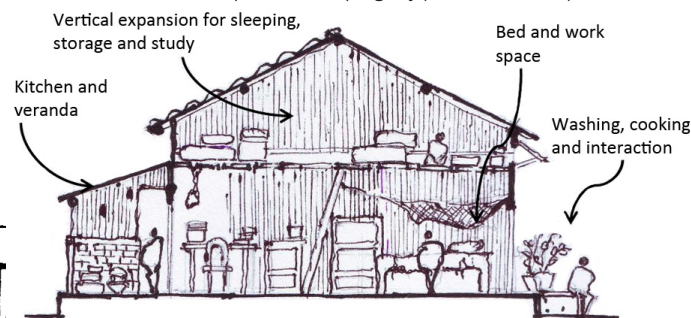 Vertical expansion for sleeping,
storage and study
Bed and work
space
Kitchen and
veranda
Washing, cooking
and interaction